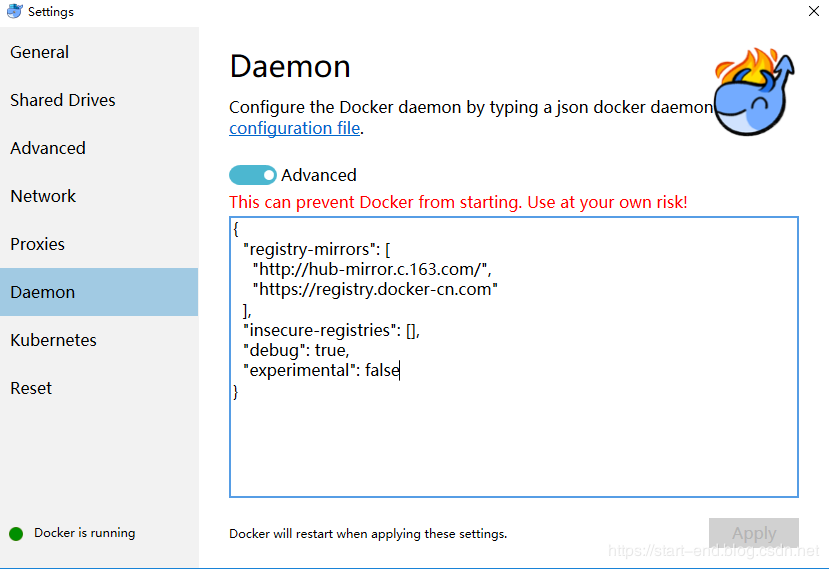 Settings
General
Shared Drives
Advanced
Network
Proxies
Daemon
Kubernetes
Reset
Docker is running
Daemon
Configure the Docker daemon by typing a json docker daemon
configuration file.
Advanced
This can prevent Docker from starting. Use at your own risk!
{
  "registry-mirrors": [
    "http://hub-mirror.c.163.com/",
    "https://registry.docker-cn.com"
  ],
  "insecure-registries": [],
  "debug": true,
  "experimental": false
}
Docker will restart when applying these settings.
Apply
https://start-end.blog.csdn.net